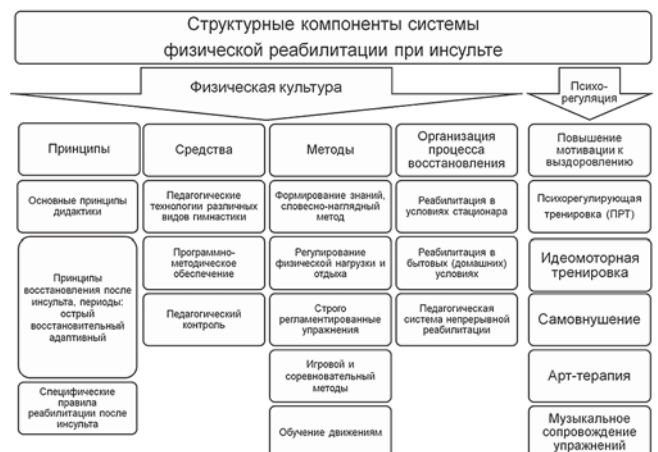 Структурные компоненты системы
физической реабилитации при инсульте
Физическая культура
Психо-
регуляция
Принципы
Средства
Методы
Организация
процесса
восстановления
Повышение
мотивации к
выздоровлению
Основные принципы
дидактики
Педагогические
технологии различных
видов гимнастики
Формирование знаний,
словесно-наглядный
метод
Реабилитация в
условиях стационара
Психорегулирующая
тренировка (ПРТ)
Принципы
восстановления после
инсульта, периоды:
острый
восстановительный
адаптивный
Программно-
методическое
обеспечение
Регулирование
физической нагрузки и
отдыха
Реабилитация в
бытовых (домашних)
условиях
Идеомоторная
тренировка
Педагогический
контроль
Строго
регламентированные
упражнения
Педагогическая
система непрерывной
реабилитации
Самовнушение
Игровой и
соревновательный
методы
Арт-терапия
Специфические
правила
реабилитации после
инсульта
Обучение движениям
Музыкальное
сопровождение
упражнений